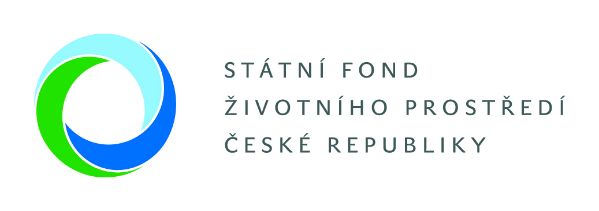 STÁTNÍ FOND
ŽIVOTNÍHO PROSTŘEDÍ
ČESKÉ REPUBLIKY